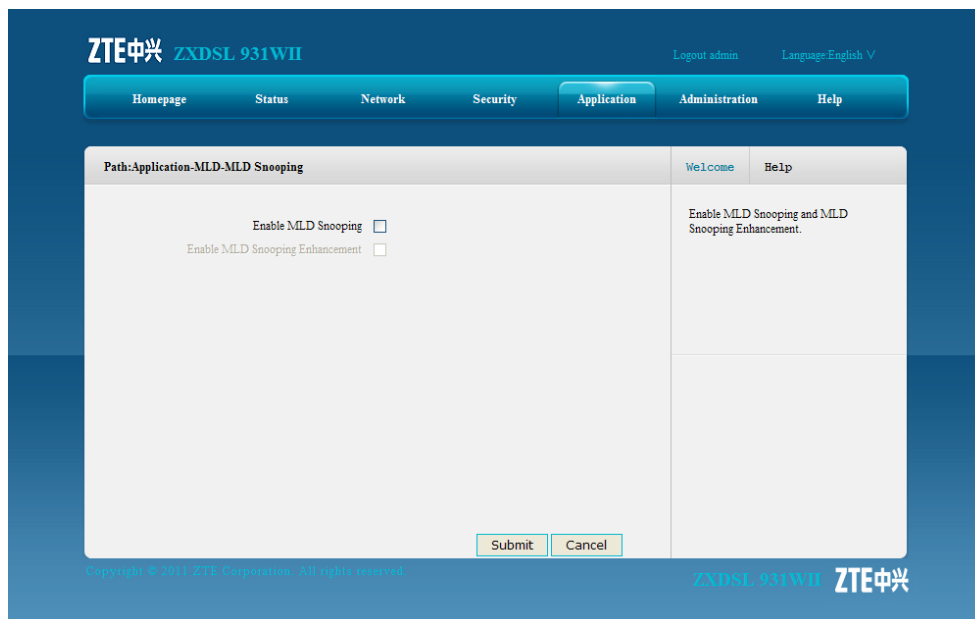 ZTE中兴 ZXDSL 931WII
Logout admin Language:English V
Homepage Status Network Security Application Administration Help
Path:Application-MLD-MLD Snooping
Welcome Help
Enable MLD Snooping
Enable MLD Snooping Enhancement
Enable MLD Snooping and MLD
Snooping Enhancement.
Submit Cancel
Copyright © 2011 ZTE Corporation. All rights reserved.
ZXDSL 931WII ZTE中兴